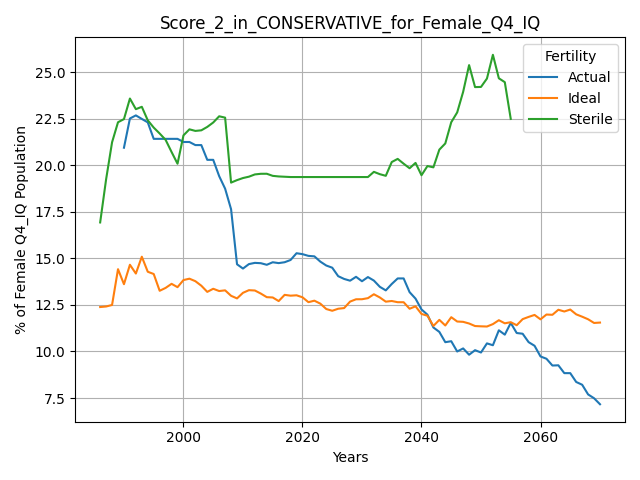 Score_2_in_CONSERVATIVE_for_Female_Q4_IQ
% of Female Q4_IQ Population
25.0
22.5
20.0
17.5
15.0
12.5
10.0
7.5
Fertility
Actual
Ideal
Sterile
2000
2020
2040
2060
Years